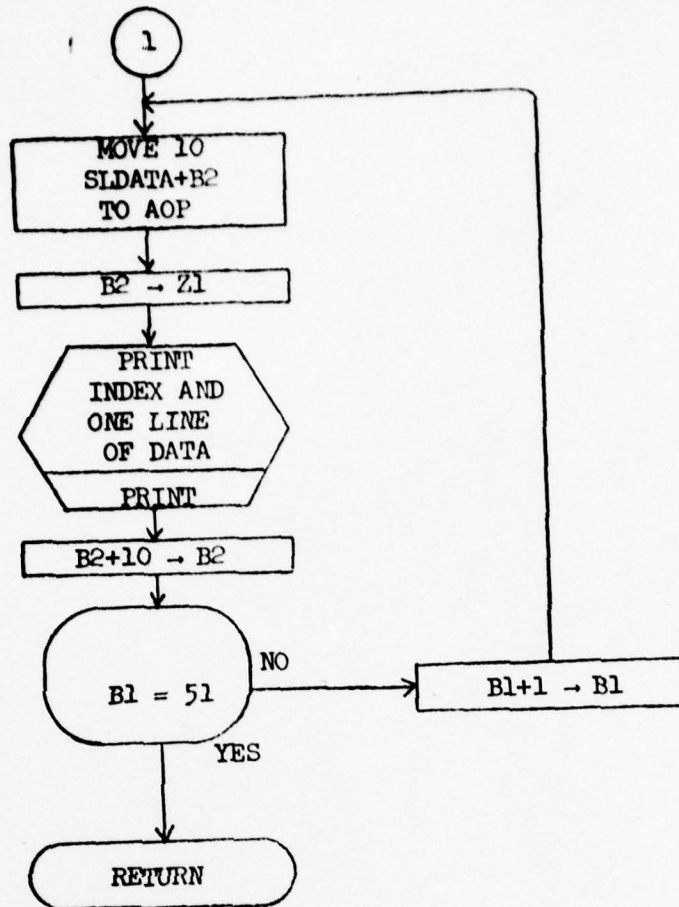 1
MOVE 10
SLDATA+B2
TO AOP
B2 → Z1
PRINT
INDEX AND
ONE LINE
OF DATA
PRINT
B2+10 → B2
B1 = 51
NO
B1+1 → B1
YES
RETURN